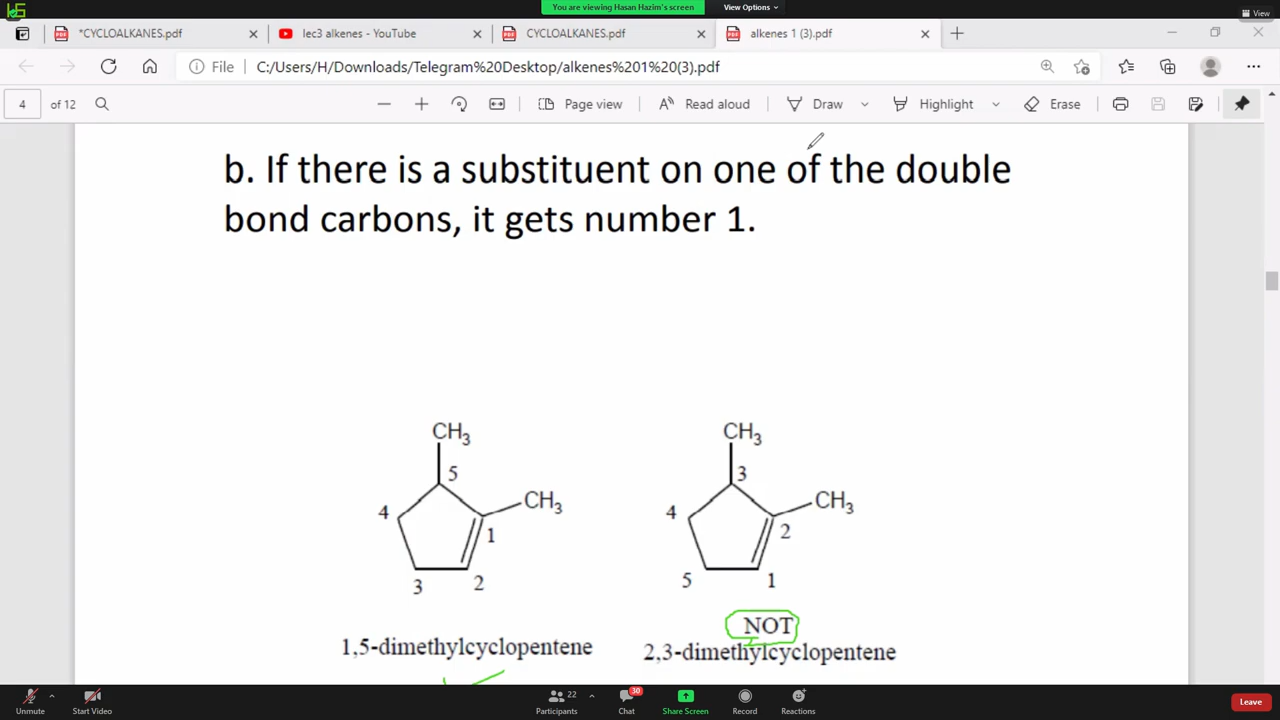 You are viewing Hasan Hazim's screen
View Options
View
*CYCLOALKANES.pdf
lec3 alkenes - YouTube
CYCLOALKANES.pdf
alkenes 1 (3).pdf
File
C:/Users/H/Downloads/Telegram%20Desktop/alkenes%201%20(3).pdf
4 of 12
Page view
Read aloud
Draw
Highlight
Erase
b. If there is a substituent on one of the double
bond carbons, it gets number 1.
CH3
5
CH3
4
1
3
2
1,5-dimethylcyclopentene
CH3
3
CH3
4
2
5
1
NOT
2,3-dimethylcyclopentene
Unmute
Start Video
22
Participants
30
Chat
Share Screen
Record
Reactions
Leave